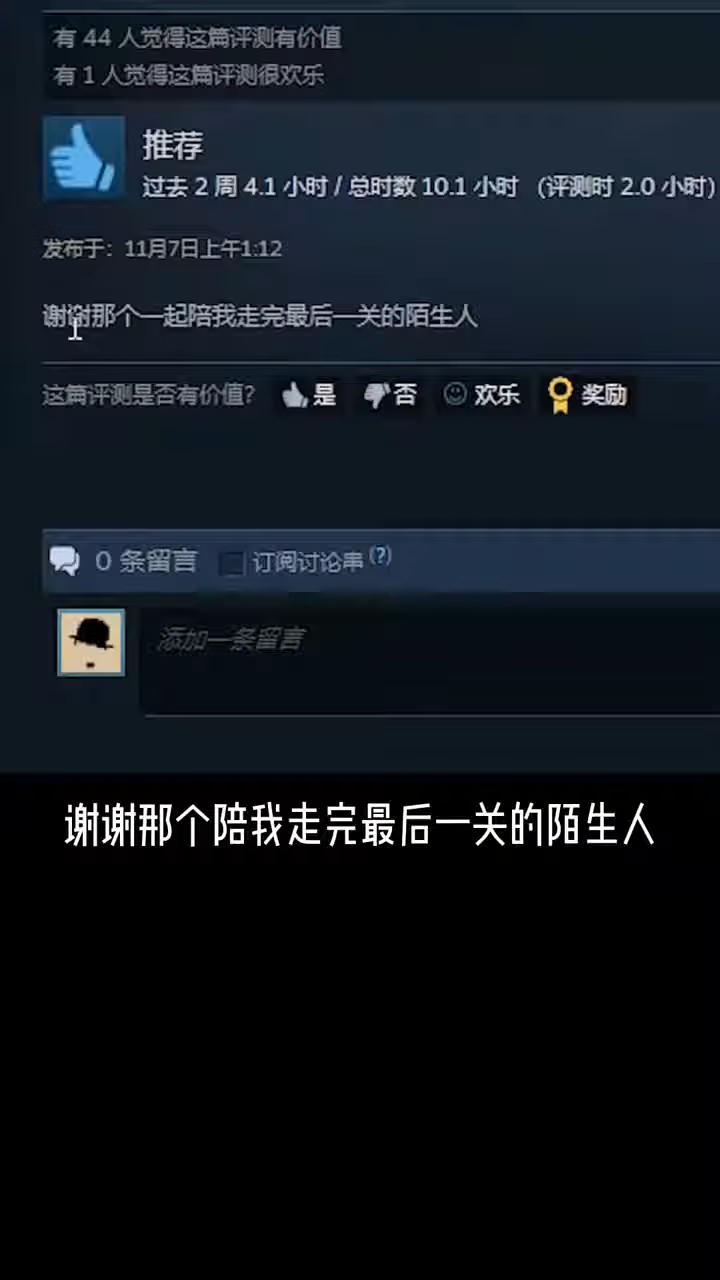 有 44 人觉得这篇评测有价值
有 1 人觉得这篇评测很欢乐
推荐
过去 2 周 4.1 小时 / 总时数 10.1 小时 （评测时 2.0 小时）
发布于：11月7日上午1:12
谢谢那个一起陪我走完最后一关的陌生人
这篇评测是否有价值？ 是 否 欢乐 奖励
0 条留言 订阅讨论串 (?)
添加一条留言
谢谢那个陪我走完最后一关的陌生人